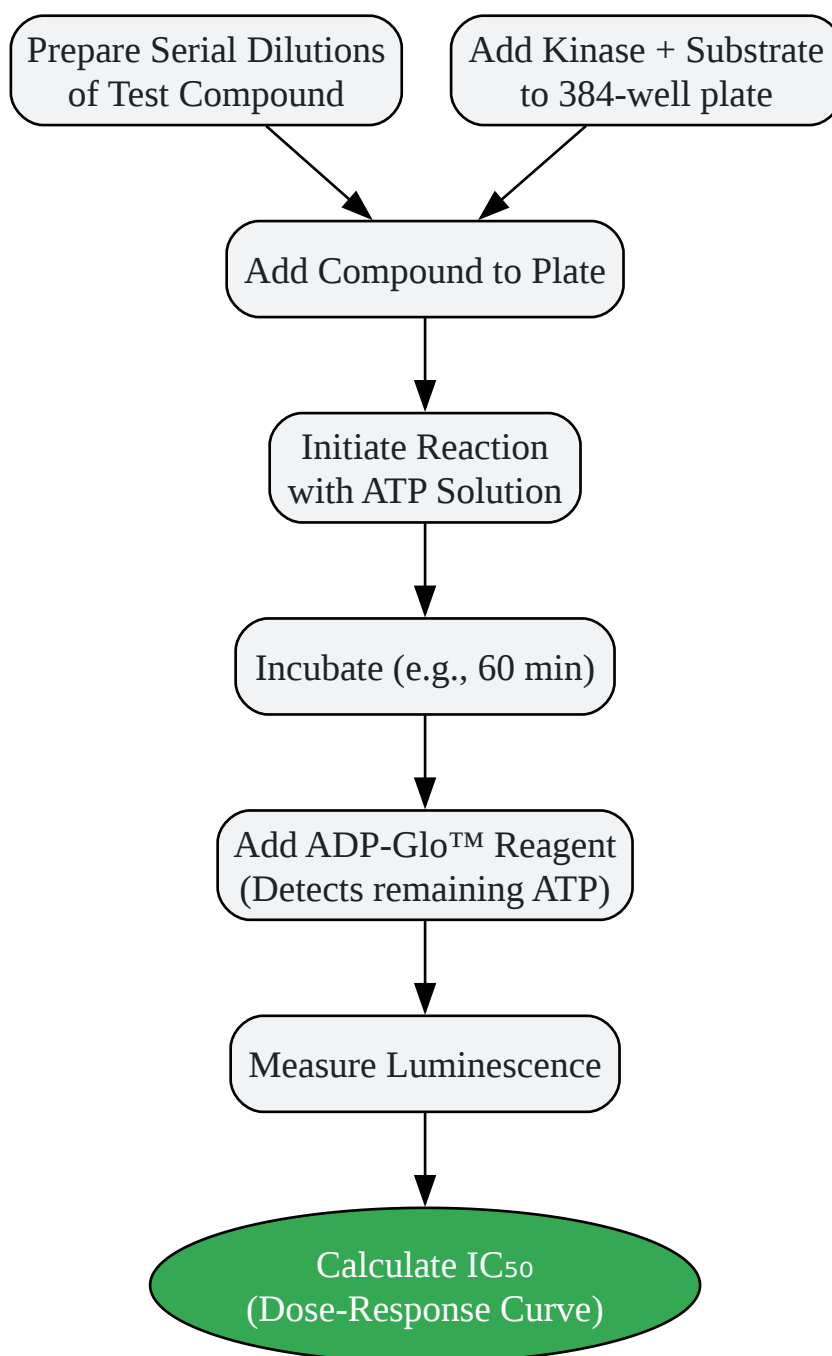 Prepare Serial Dilutions
of Test Compound
Add Kinase + Substrate
to 384-well plate
Add Compound to Plate
Initiate Reaction
with ATP Solution
Incubate (e.g., 60 min)
Add ADP-Glo™ Reagent
(Detects remaining ATP)
Measure Luminescence
Calculate IC₅₀
(Dose-Response Curve)